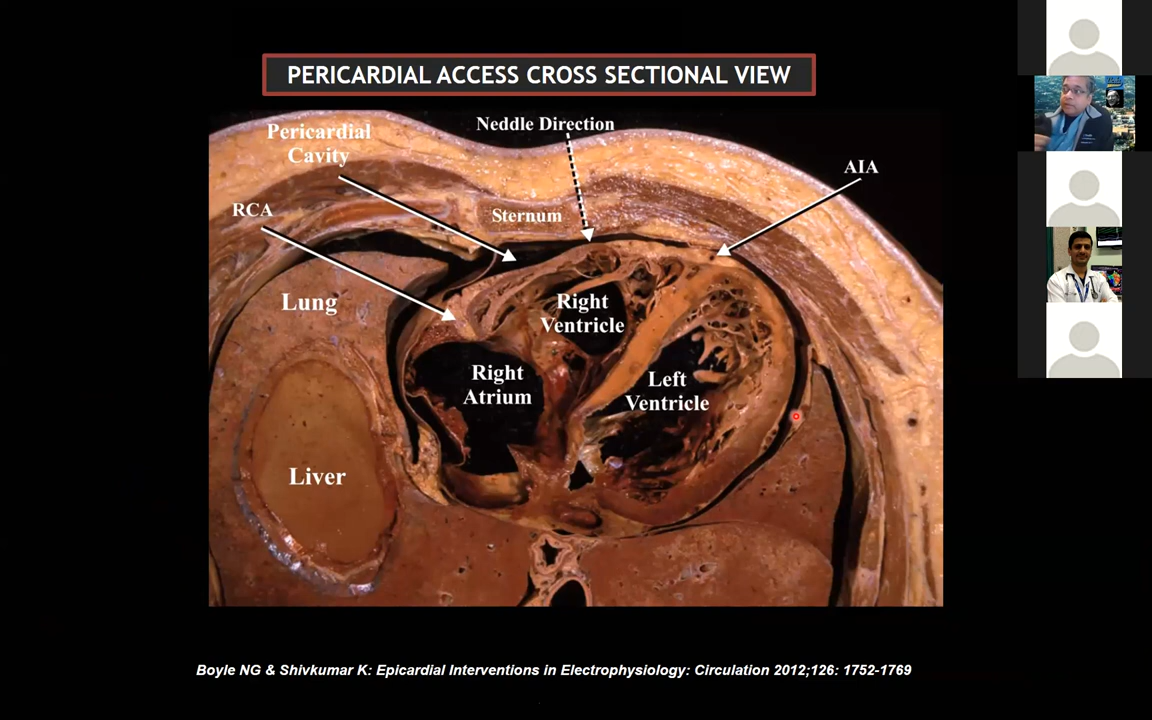 PERICARDIAL ACCESS CROSS SECTIONAL VIEW
Pericardial
Cavity
Neddle Direction
AIA
RCA
Sternum
Lung
Right
Ventricle
Right
Atrium
Left
Ventricle
Liver
Boyle NG & Shivkumar K: Epicardial Interventions in Electrophysiology: Circulation 2012;126: 1752-1769